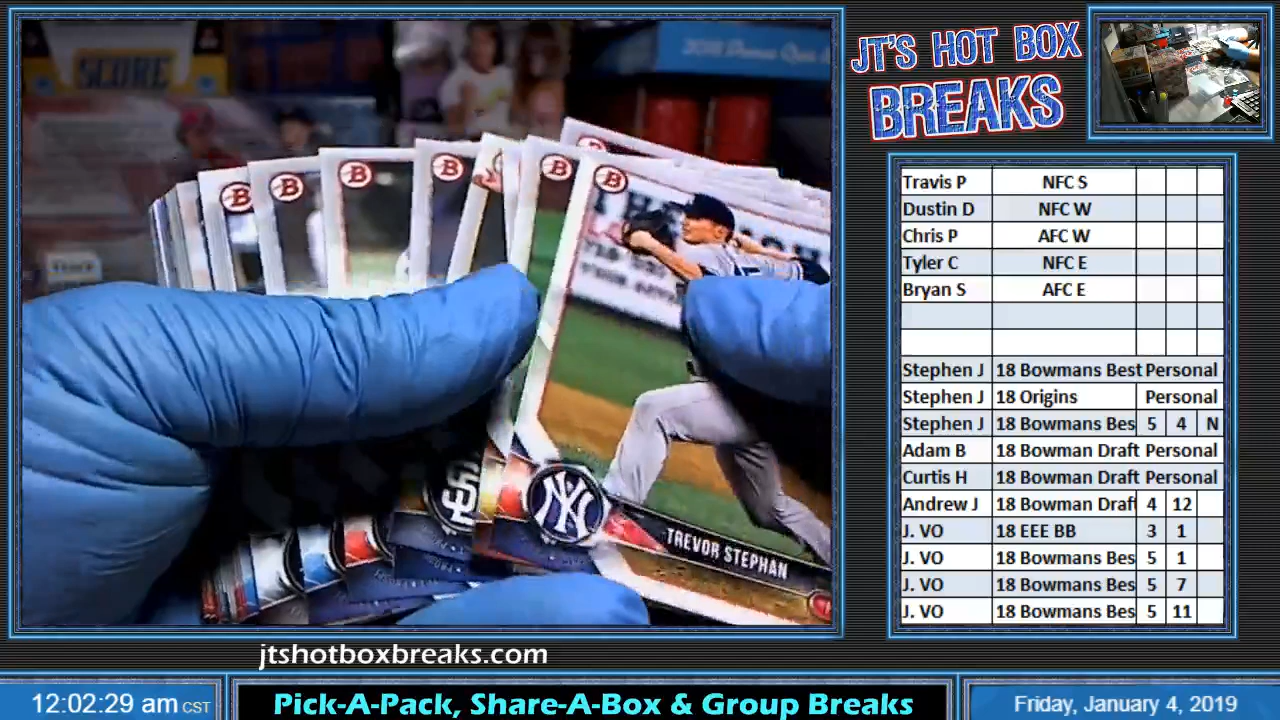 SCORE
JT'S HOT BOX
BREAKS
B B B B B B
TREVOR STEPHAN
NY
SD
Travis P NFC S
Dustin D NFC W
Chris P AFC W
Tyler C NFC E
Bryan S AFC E
Stephen J 18 Bowmans Best Personal
Stephen J 18 Origins Personal
Stephen J 18 Bowmans Bes 5 4 N
Adam B 18 Bowman Draft Personal
Curtis H 18 Bowman Draft Personal
Andrew J 18 Bowman Draft 4 12
J. VO 18 EEE BB 3 1
J. VO 18 Bowmans Bes 5 1
J. VO 18 Bowmans Bes 5 7
J. VO 18 Bowmans Bes 5 11
jtshotboxbreaks.com
12:02:29 am CST
Pick-A-Pack, Share-A-Box & Group Breaks
Friday, January 4, 2019